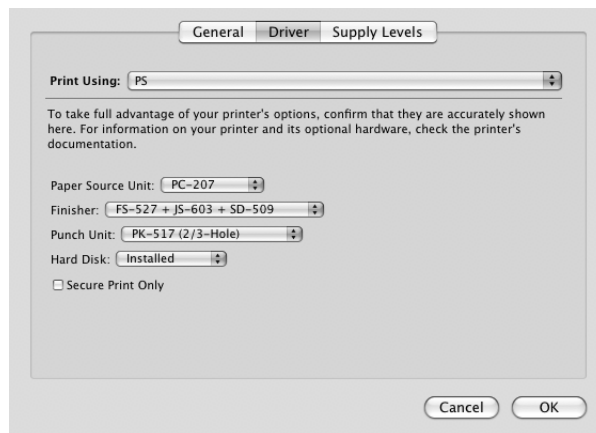 General Driver Supply Levels
Print Using: PS
To take full advantage of your printer's options, confirm that they are accurately shown
here. For information on your printer and its optional hardware, check the printer's
documentation.
Paper Source Unit: PC-207
Finisher: FS-527 + JS-603 + SD-509
Punch Unit: PK-517 (2/3-Hole)
Hard Disk: Installed
Secure Print Only
Cancel OK